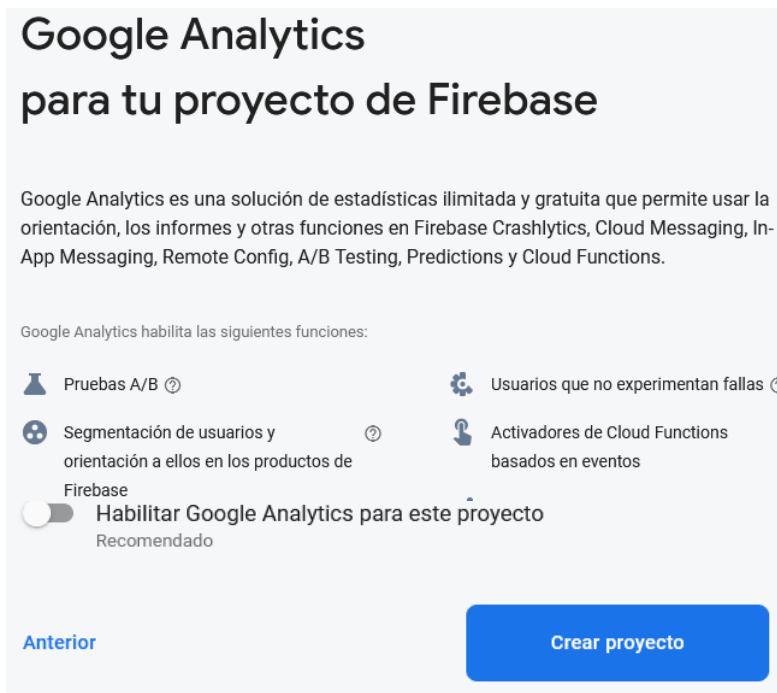 Google Analytics
para tu proyecto de Firebase
Google Analytics es una solución de estadísticas ilimitada y gratuita que permite usar la
orientación, los informes y otras funciones en Firebase Crashlytics, Cloud Messaging, In-
App Messaging, Remote Config, A/B Testing, Predictions y Cloud Functions.
Google Analytics habilita las siguientes funciones:
Pruebas A/B
Usuarios que no experimentan fallas
Segmentación de usuarios y
orientación a ellos en los productos de
Firebase
Activadores de Cloud Functions
basados en eventos
Habilitar Google Analytics para este proyecto
Recomendado
Anterior
Crear proyecto